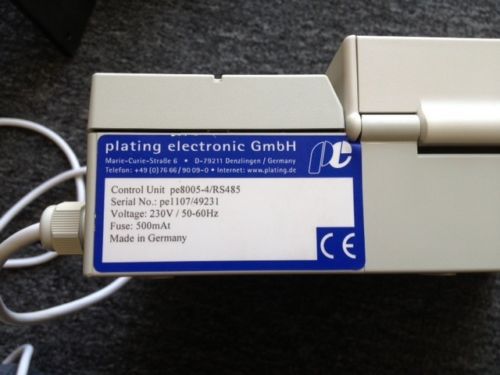 plating electronic GmbH
Marie-Curie-Straße 6 • D-79211 Denzlingen / Germany
Telefon: +49 (0)76 66 / 90 09-0 • Internet: www.plating.de
pe
Control Unit pe8005-4/RS485
Serial No.: pe1107/49231
Voltage: 230V / 50-60Hz
Fuse: 500mAt
Made in Germany
CE